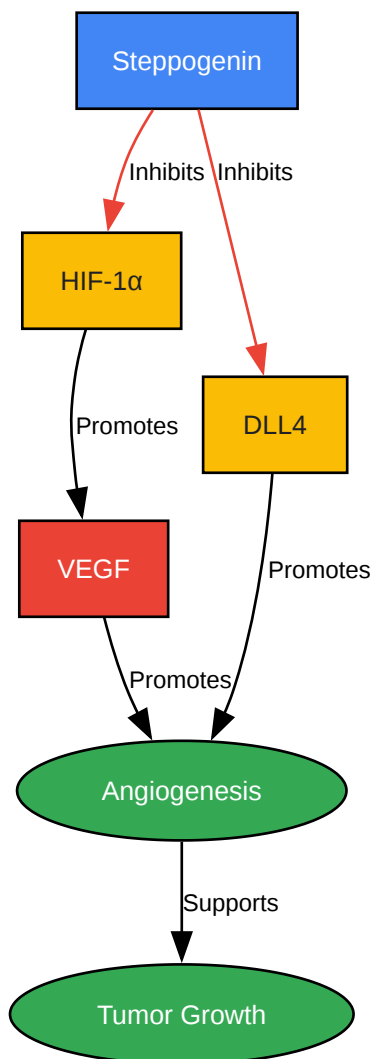 Steppogenin
Inhibits
Inhibits
HIF-1α
DLL4
Promotes
VEGF
Promotes
Promotes
Angiogenesis
Supports
Tumor Growth